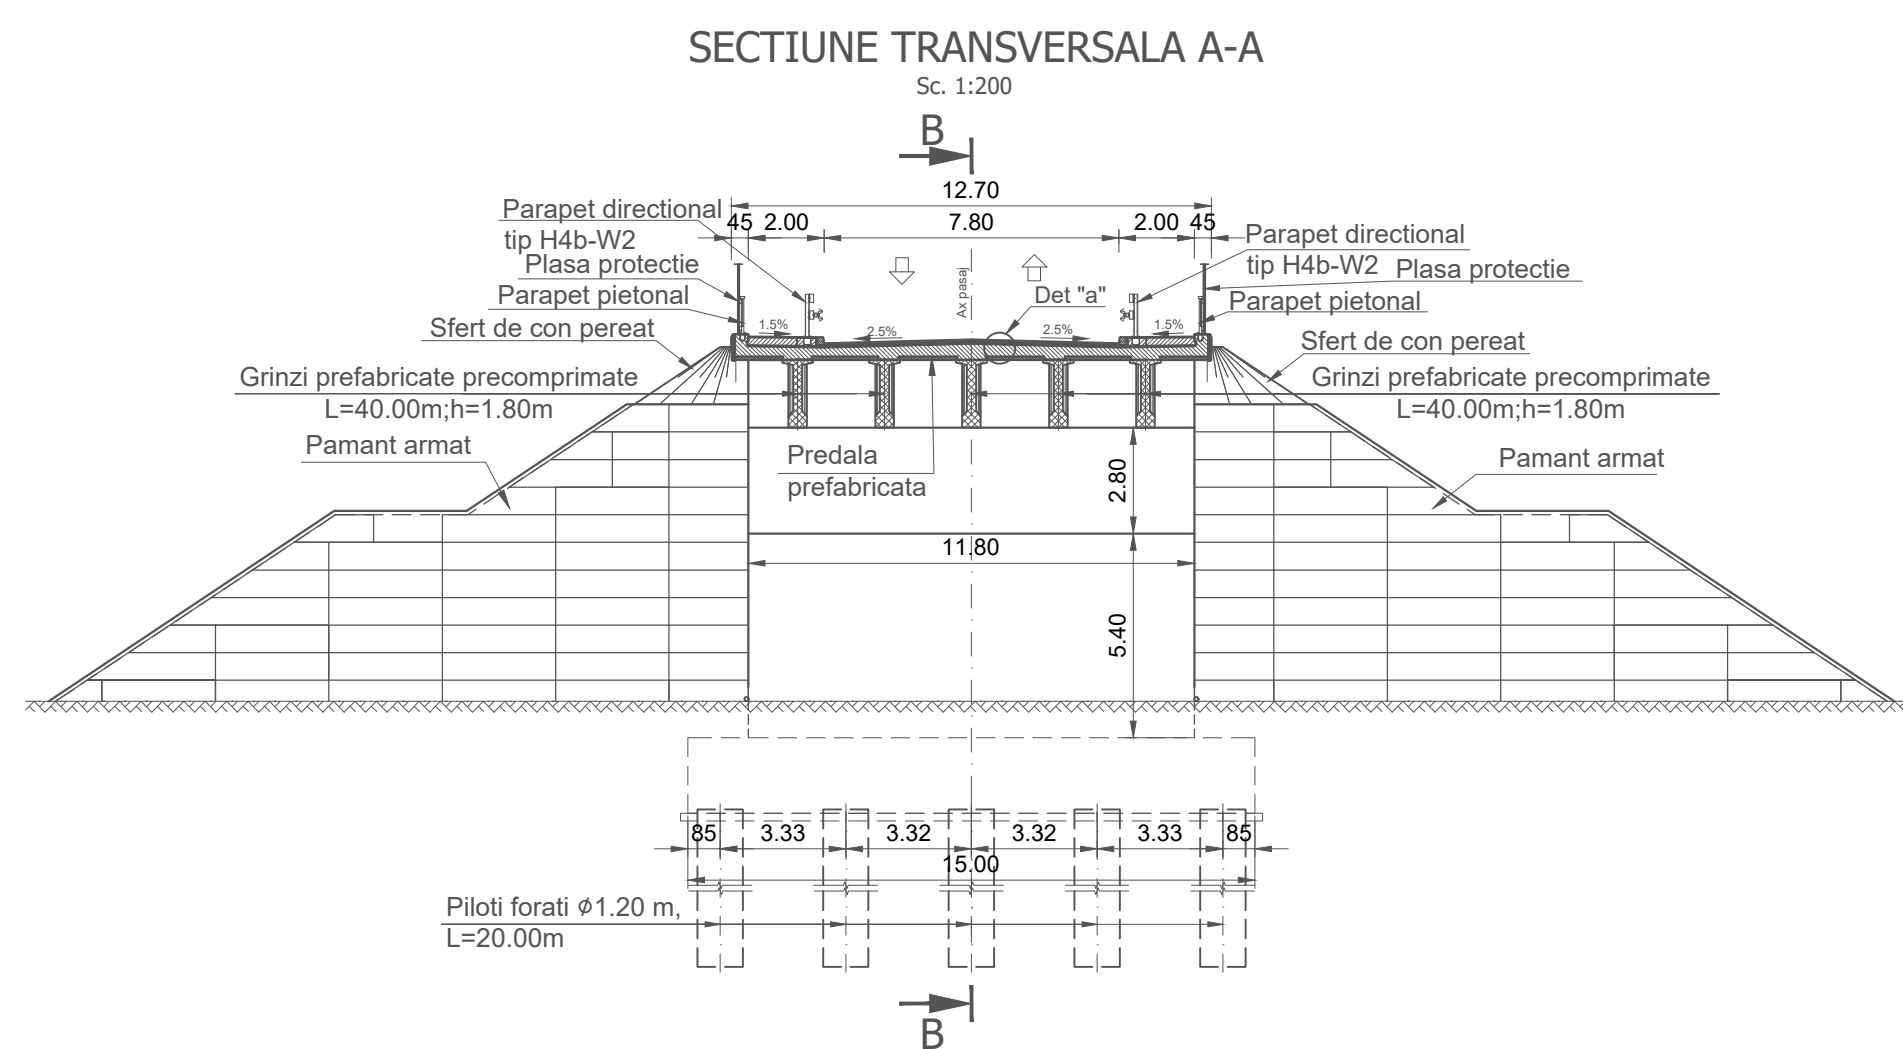 SECTIUNE TRANSVERSALA A-A
Sc. 1:200
B
12.70
45 2.00 7.80 2.00 45
Parapet directional
tip H4b-W2
Plasa protectie
Parapet pietonal
Sfert de con pereat
Grinzi prefabricate precomprimate
L=40.00m;h=1.80m
Pamant armat
Parapet directional
tip H4b-W2
Plasa protectie
Parapet pietonal
Sfert de con pereat
Grinzi prefabricate precomprimate
L=40.00m;h=1.80m
Pamant armat
Ax pasaj
Det "a"
1.5% 2.5% 2.5% 1.5%
Predala
prefabricata
2.80
11.80
5.40
85 3.33 3.32 3.32 3.33 85
15.00
Piloti forati ϕ1.20 m,
L=20.00m
B